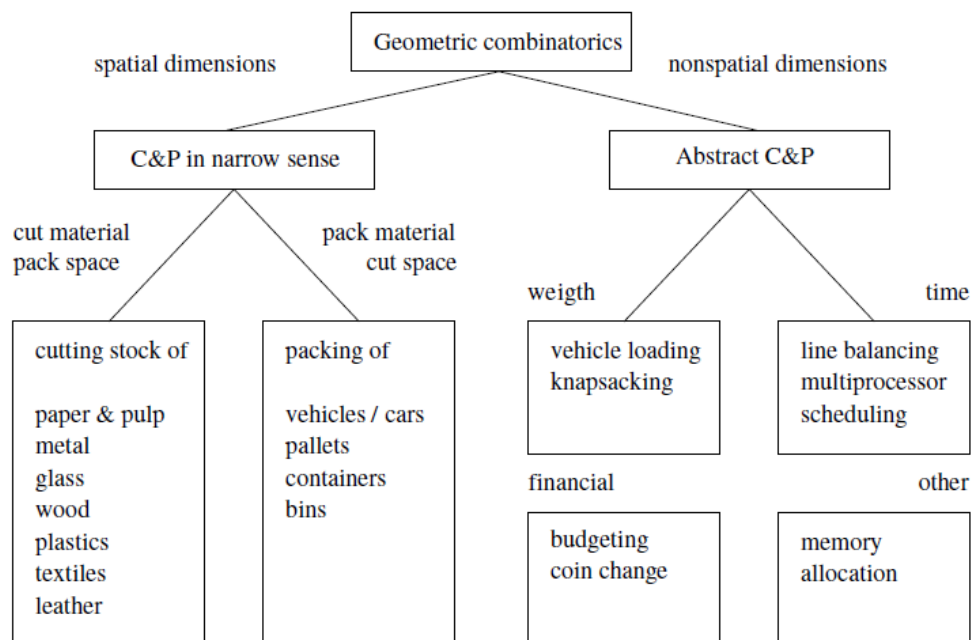 Geometric combinatorics
spatial dimensions
nonspatial dimensions
C&P in narrow sense
Abstract C&P
cut material
pack space
pack material
cut space
weigth
time
cutting stock of
paper & pulp
metal
glass
wood
plastics
textiles
leather
packing of
vehicles / cars
pallets
containers
bins
vehicle loading
knapsacking
line balancing
multiprocessor
scheduling
financial
other
budgeting
coin change
memory
allocation